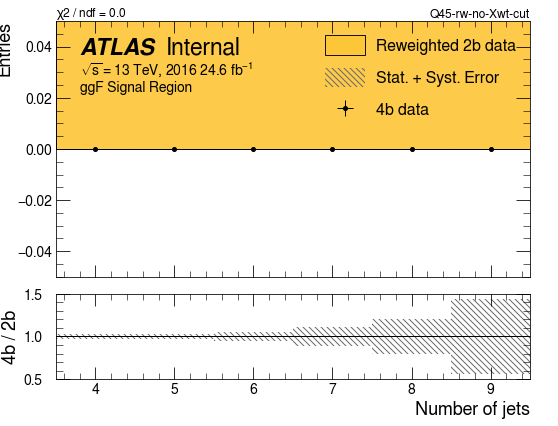 χ2 / ndf = 0.0
Q45-rw-no-Xwt-cut
Entries
ATLAS Internal
√s = 13 TeV, 2016 24.6 fb⁻¹
ggF Signal Region
Reweighted 2b data
Stat. + Syst. Error
4b data
0.04
0.02
0.00
−0.02
−0.04
4b / 2b
1.5
1.0
0.5
4 5 6 7 8 9
Number of jets